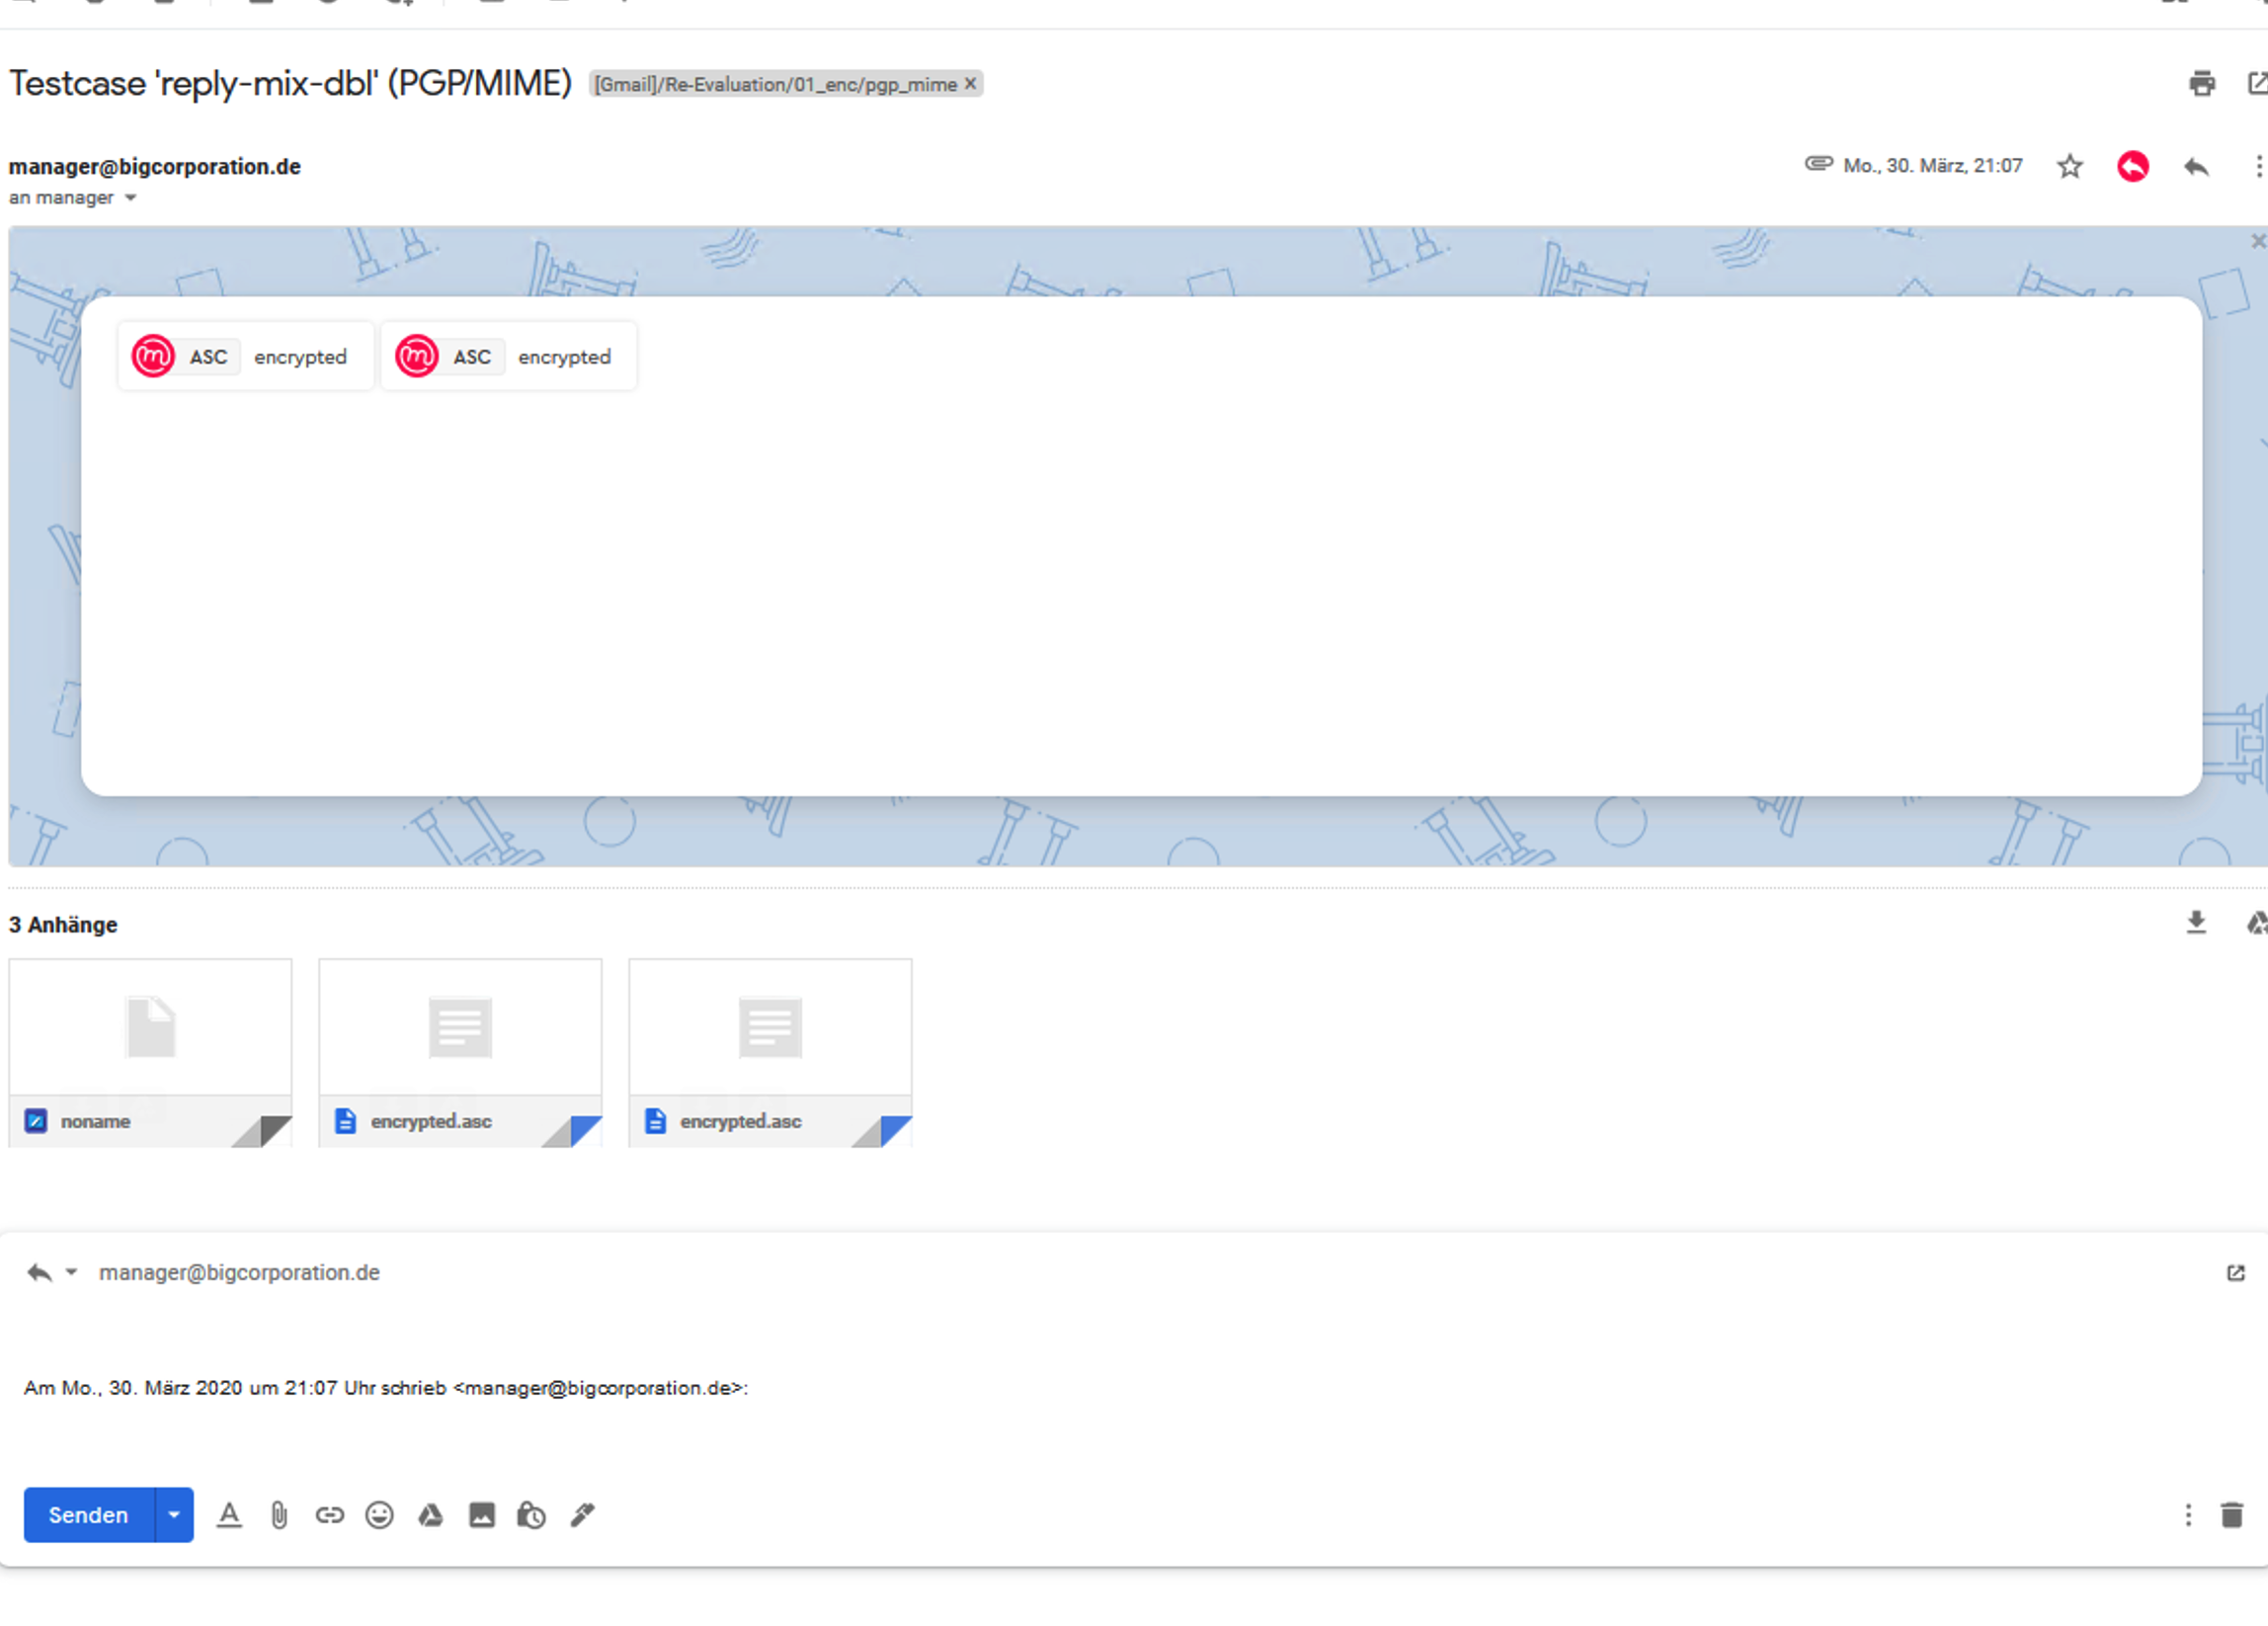 Testcase 'reply-mix-dbl' (PGP/MIME) [Gmail]/Re-Evaluation/01_enc/pgp_mime ×
manager@bigcorporation.de Mo., 30. März, 21:07
an manager
ASC encrypted ASC encrypted
3 Anhänge
noname encrypted.asc encrypted.asc
manager@bigcorporation.de
Am Mo., 30. März 2020 um 21:07 Uhr schrieb <manager@bigcorporation.de>:
Senden